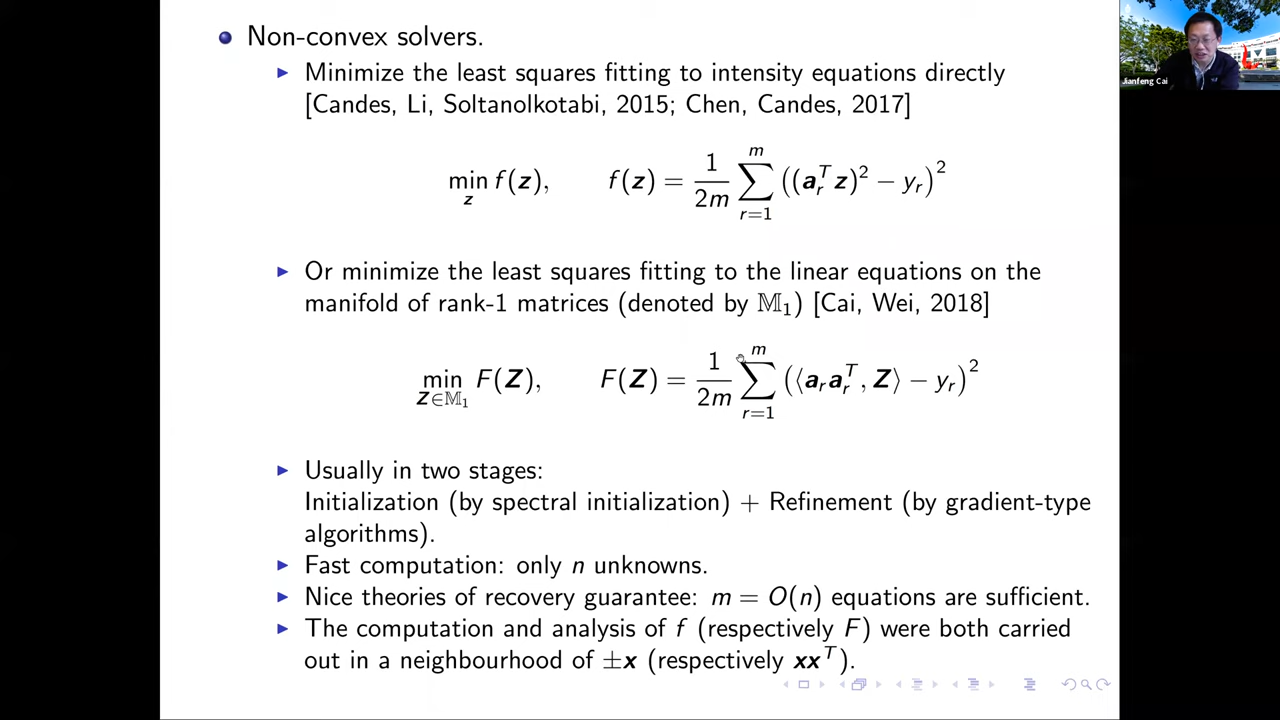 Non-convex solvers.
Minimize the least squares fitting to intensity equations directly
[Candes, Li, Soltanolkotabi, 2015; Chen, Candes, 2017]
min_z f(z), f(z) = 1/2m ∑_{r=1}^{m} ((a_r^T z)^2 − y_r)^2
Or minimize the least squares fitting to the linear equations on the
manifold of rank-1 matrices (denoted by 𝕄_1) [Cai, Wei, 2018]
min_{Z∈𝕄_1} F(Z), F(Z) = 1/2m ∑_{r=1}^{m} (⟨a_r a_r^T, Z⟩ − y_r)^2
Usually in two stages:
Initialization (by spectral initialization) + Refinement (by gradient-type
algorithms).
Fast computation: only n unknowns.
Nice theories of recovery guarantee: m = O(n) equations are sufficient.
The computation and analysis of f (respectively F) were both carried
out in a neighbourhood of ±x (respectively xx^T).
Jianfeng Cai